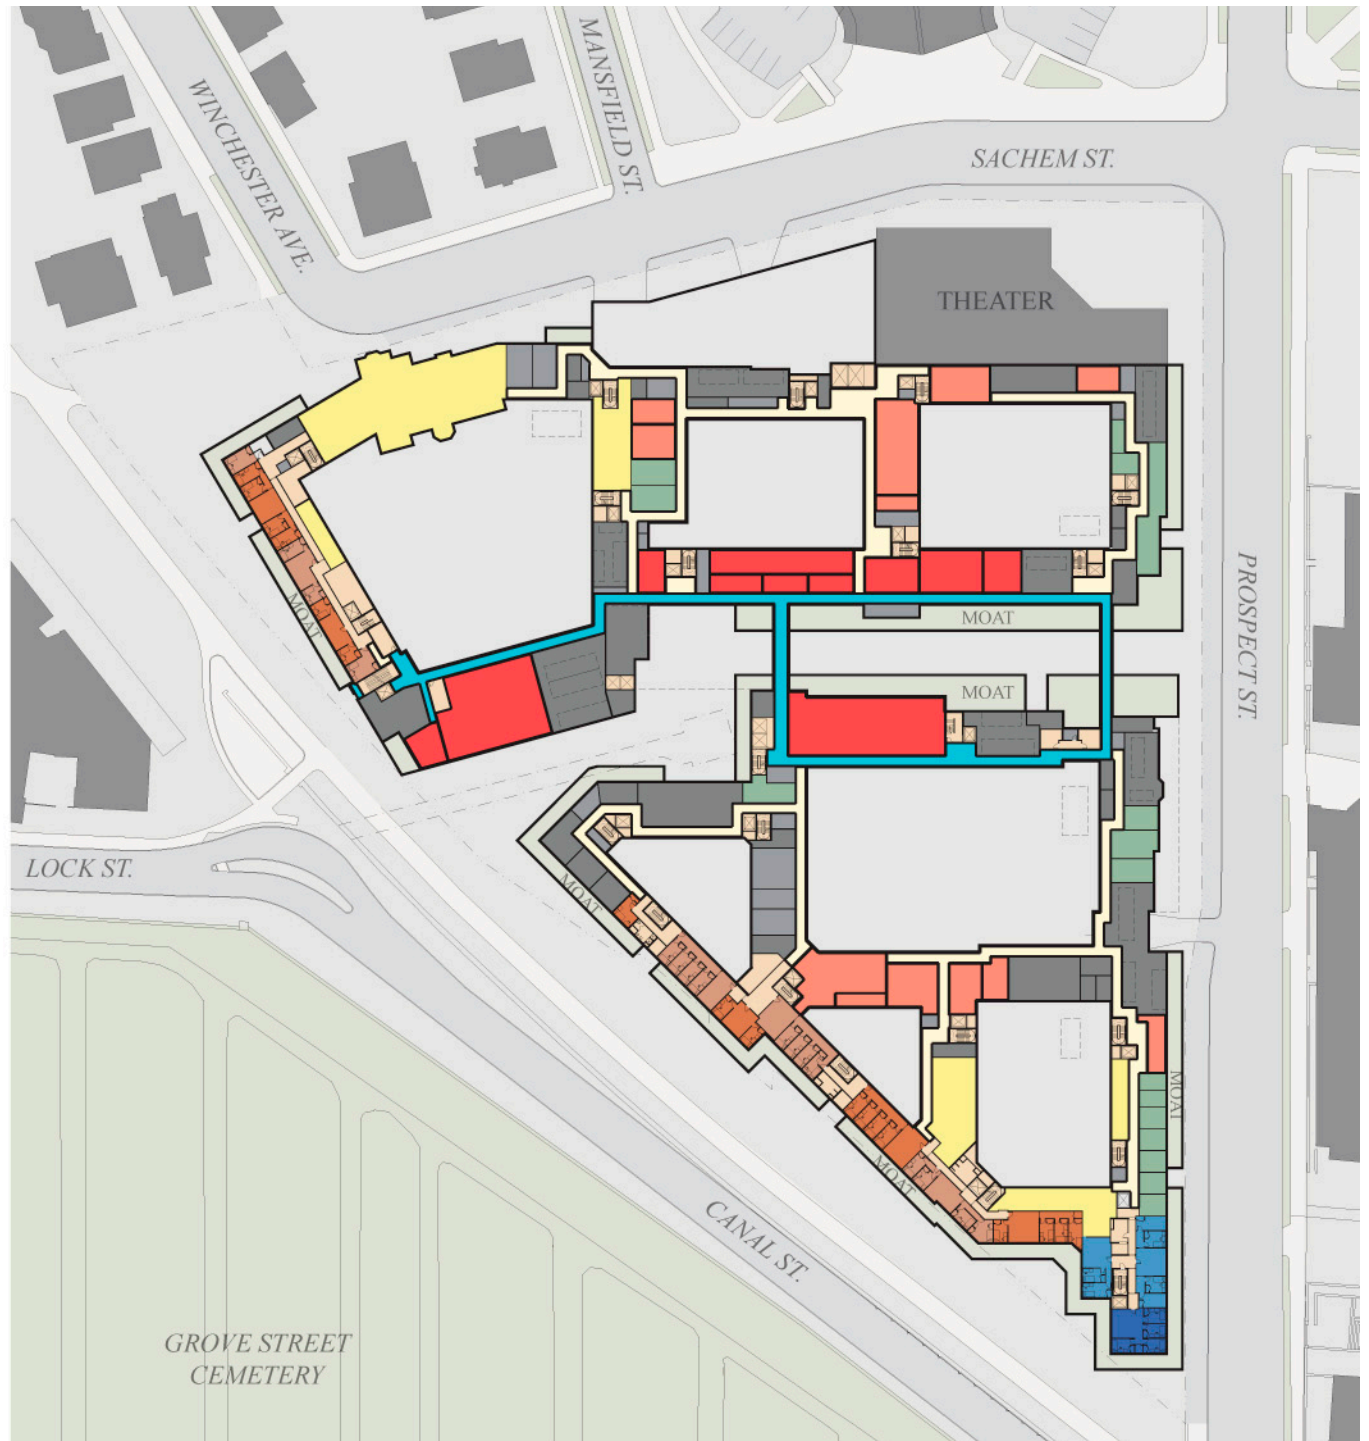 MANSFIELD ST.
WINCHESTER AVE.
SACHEM ST.
THEATER
MOAT
MOAT
PROSPECT ST.
MOAT
LOCK ST.
MOAT
MOAT
MOAT
CANAL ST.
GROVE STREET
CEMETERY